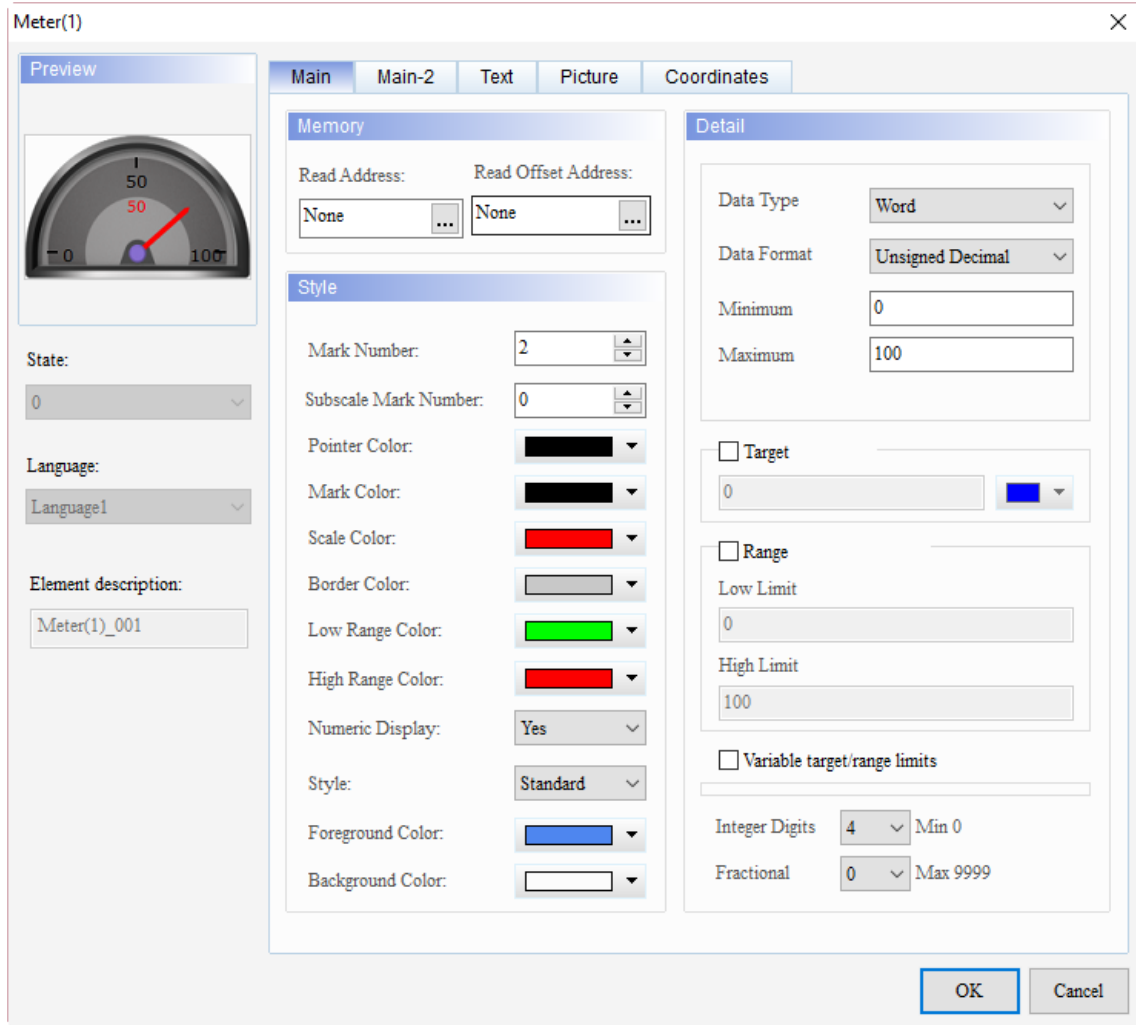 Meter(1)
Preview
50
50
0
100
State:
0
Language:
Language1
Element description:
Meter(1)_001
Main Main-2 Text Picture Coordinates
Memory
Read Address: Read Offset Address:
None ... None ...
Style
Mark Number: 2
Subscale Mark Number: 0
Pointer Color:
Mark Color:
Scale Color:
Border Color:
Low Range Color:
High Range Color:
Numeric Display: Yes
Style: Standard
Foreground Color:
Background Color:
Detail
Data Type Word
Data Format Unsigned Decimal
Minimum 0
Maximum 100
Target
0
Range
Low Limit
0
High Limit
100
Variable target/range limits
Integer Digits 4 Min 0
Fractional 0 Max 9999
OK Cancel